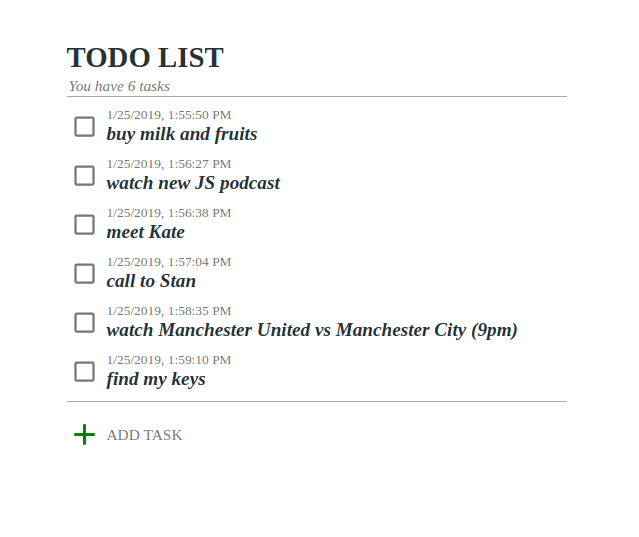 TODO LIST
You have 6 tasks
1/25/2019, 1:55:50 PM
buy milk and fruits
1/25/2019, 1:56:27 PM
watch new JS podcast
1/25/2019, 1:56:38 PM
meet Kate
1/25/2019, 1:57:04 PM
call to Stan
1/25/2019, 1:58:35 PM
watch Manchester United vs Manchester City (9pm)
1/25/2019, 1:59:10 PM
find my keys
ADD TASK